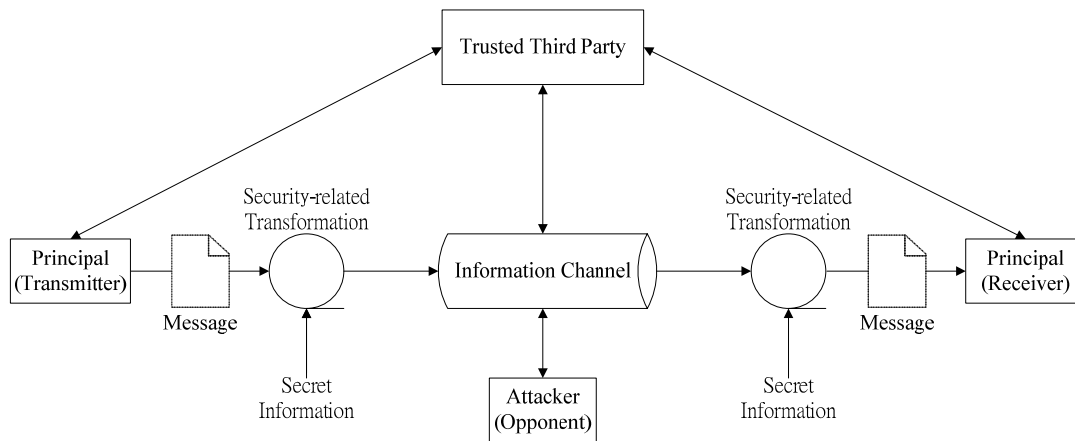 Trusted Third Party
Security-related
Transformation
Security-related
Transformation
Principal
(Transmitter)
Message
Information Channel
Message
Principal
(Receiver)
Secret
Information
Attacker
(Opponent)
Secret
Information